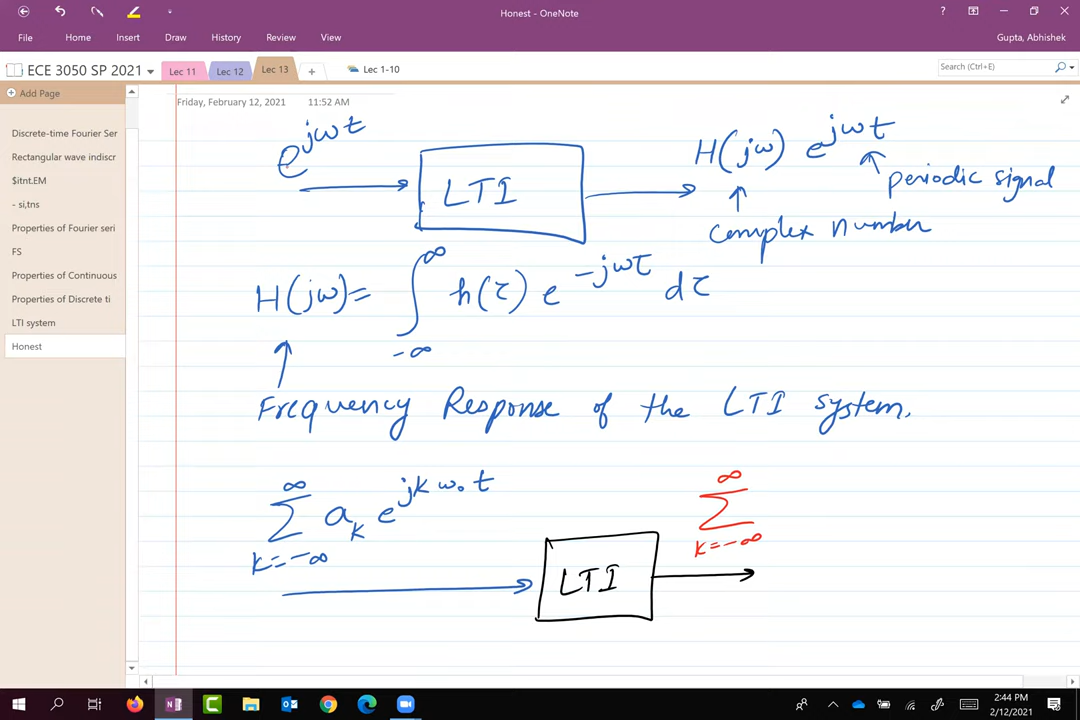 Honest - OneNote
?
File Home Insert Draw History Review View
Gupta, Abhishek
ECE 3050 SP 2021
Lec 11
Lec 12
Lec 13
+
Lec 1-10
Search (Ctrl+E)
Add Page
Discrete-time Fourier Ser
Rectangular wave indiscr
$itnt.EM
- si,tns
Properties of Fourier seri
FS
Properties of Continuous
Properties of Discrete ti
LTI system
Honest
Friday, February 12, 2021 11:52 AM
e^{jωt}
LTI
H(jω) e^{jωt}
periodic signal
complex number
H(jω) = ∫_{-∞}^{∞} h(τ) e^{-jωτ} dτ
Frequency Response of the LTI system.
∑_{k=-∞}^{∞} a_k e^{jkω₀t}
LTI
∑_{k=-∞}^{∞}
2:44 PM
2/12/2021